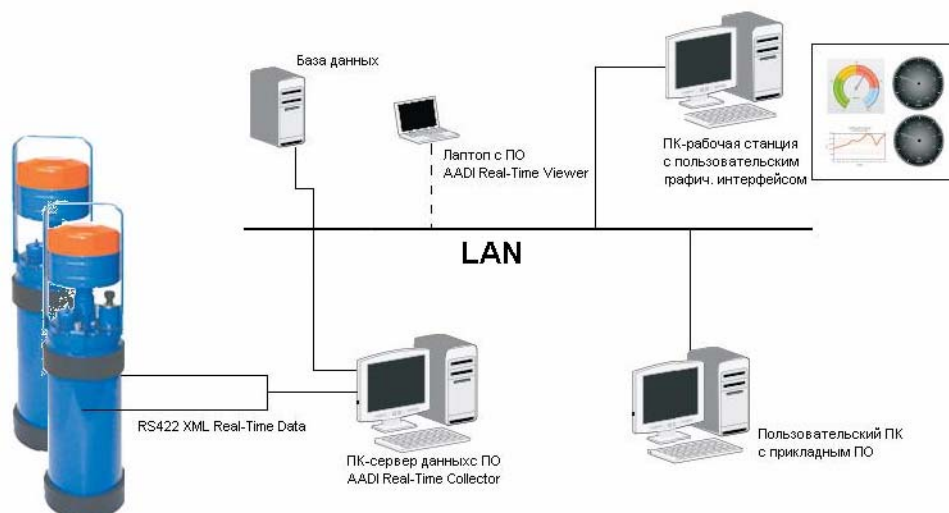 База данных
Лаптоп с ПО
AADI Real-Time Viewer
ПК-рабочая станция
с пользовательским
графич. интерфейсом
LAN
RS422 XML Real-Time Data
ПК-сервер данныхс ПО
AADI Real-Time Collector
Пользовательский ПК
с прикладным ПО